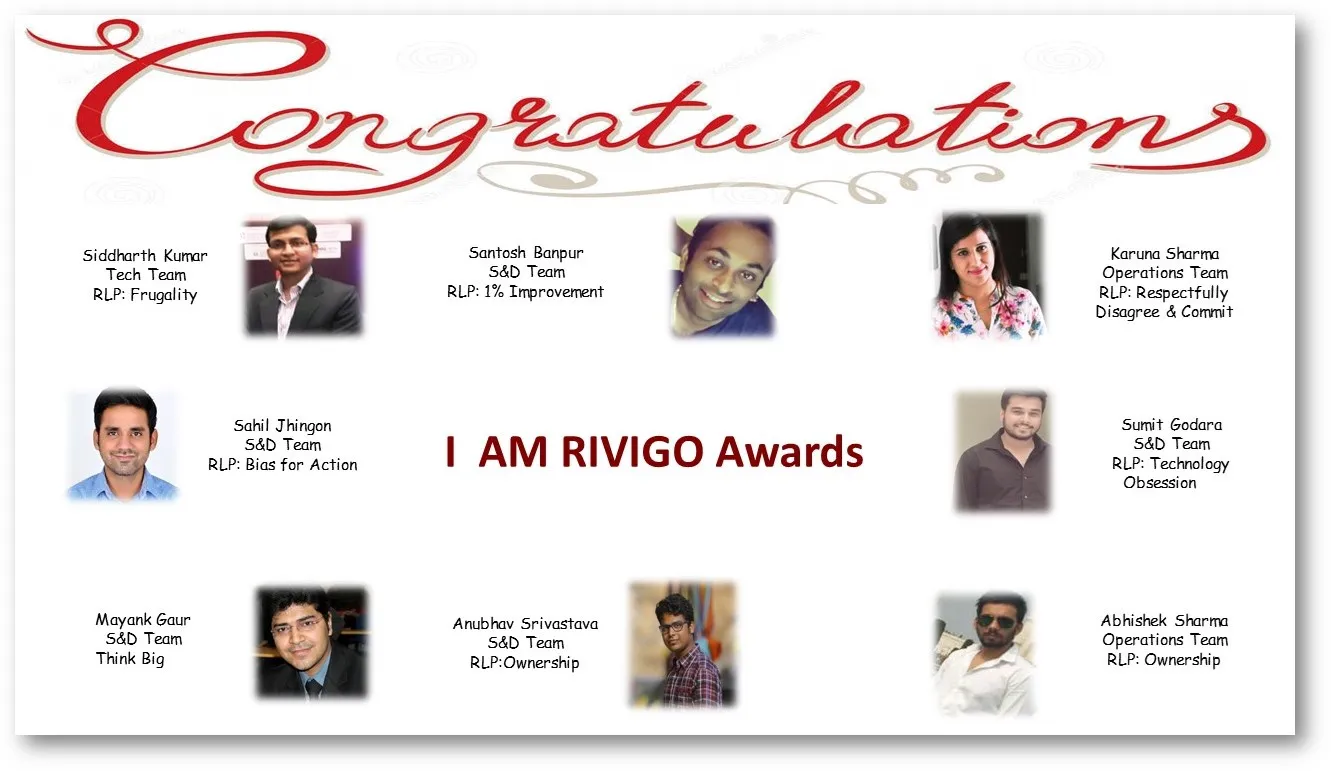 Congratulations
Siddharth Kumar
Tech Team
RLP: Frugality
Santosh Banpur
S&D Team
RLP: 1% Improvement
Karuna Sharma
Operations Team
RLP: Respectfully
Disagree & Commit
Sahil Jhingon
S&D Team
RLP: Bias for Action
I AM RIVIGO Awards
Sumit Godara
S&D Team
RLP: Technology
Obsession
Mayank Gaur
S&D Team
Think Big
Anubhav Srivastava
S&D Team
RLP:Ownership
Abhishek Sharma
Operations Team
RLP: Ownership